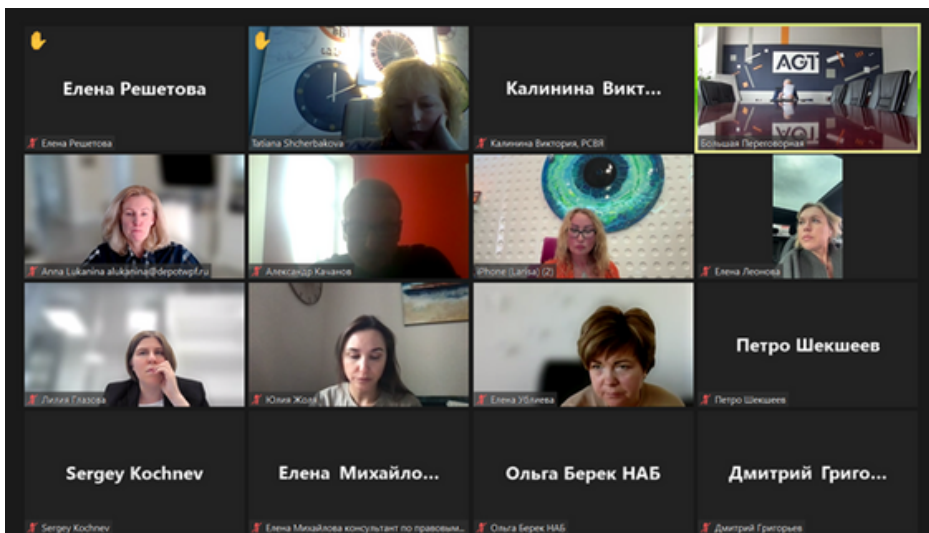 Елена Решетова
Елена Решетова
Tatiana Shcherbakova
Калинина Викт...
Калинина Виктория, РСВЯ
AGT
Большая Переговорная
Anna Lukanina alukanina@depotwpf.ru
Александр Качанов
iPhone (Larisa) (2)
Елена Леонова
Лилия Глазова
Юлия Жоля
Елена Ублиева
Петро Шекшеев
Петро Шекшеев
Sergey Kochnev
Sergey Kochnev
Елена Михайло...
Елена Михайлова консультант по правовым...
Ольга Берек НАБ
Ольга Берек НАБ
Дмитрий Григо...
Дмитрий Григорьев